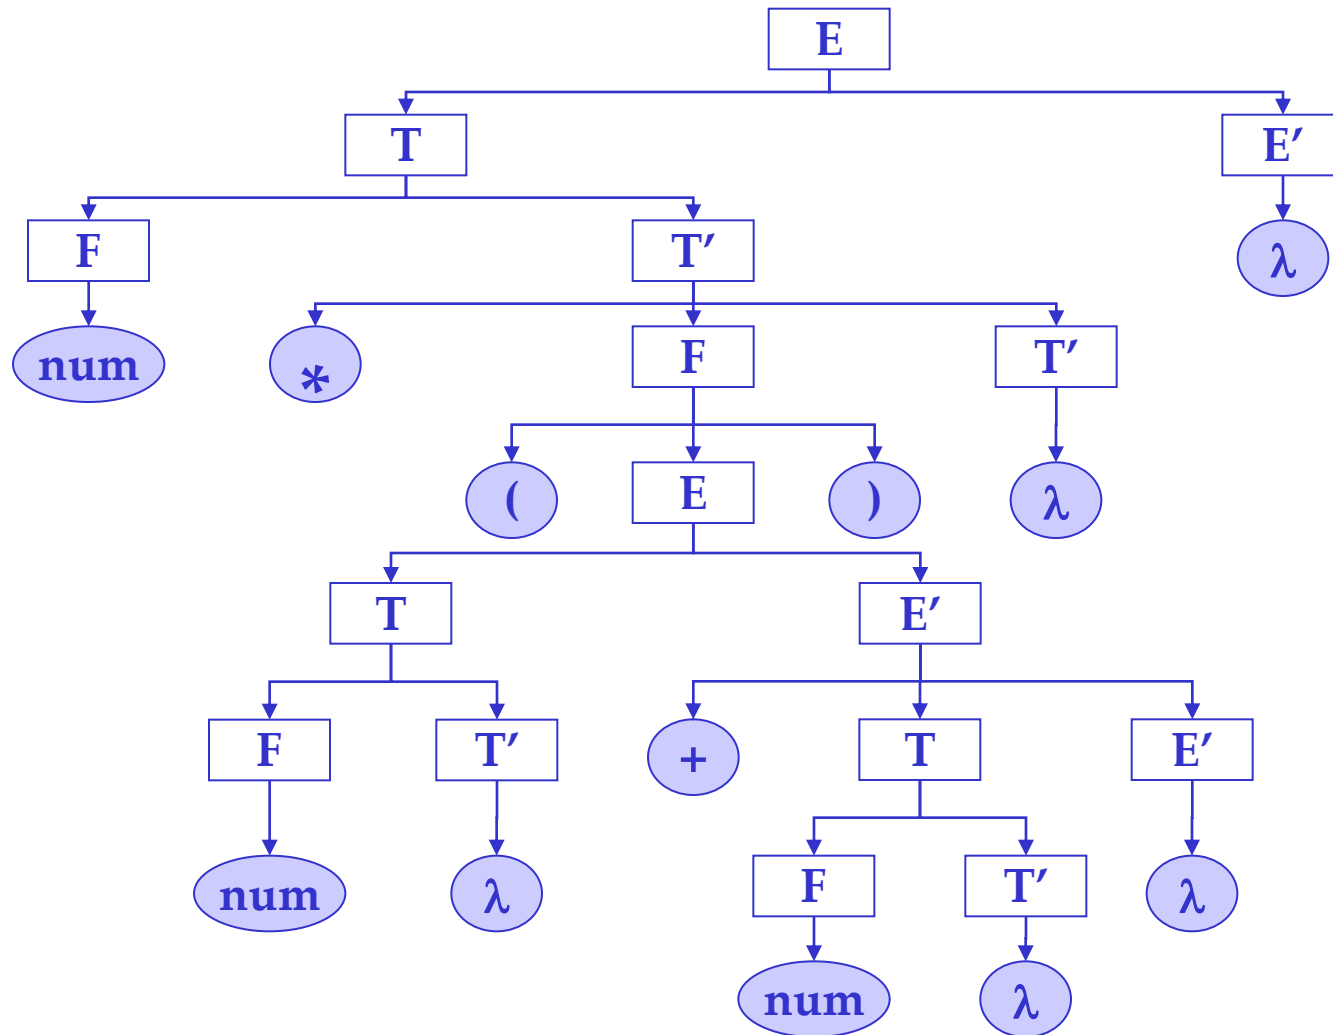 E
T E′
F T′ λ
num * F T′
( E ) λ
T E′
F T′ + T E′
num λ F T′ λ
num λ